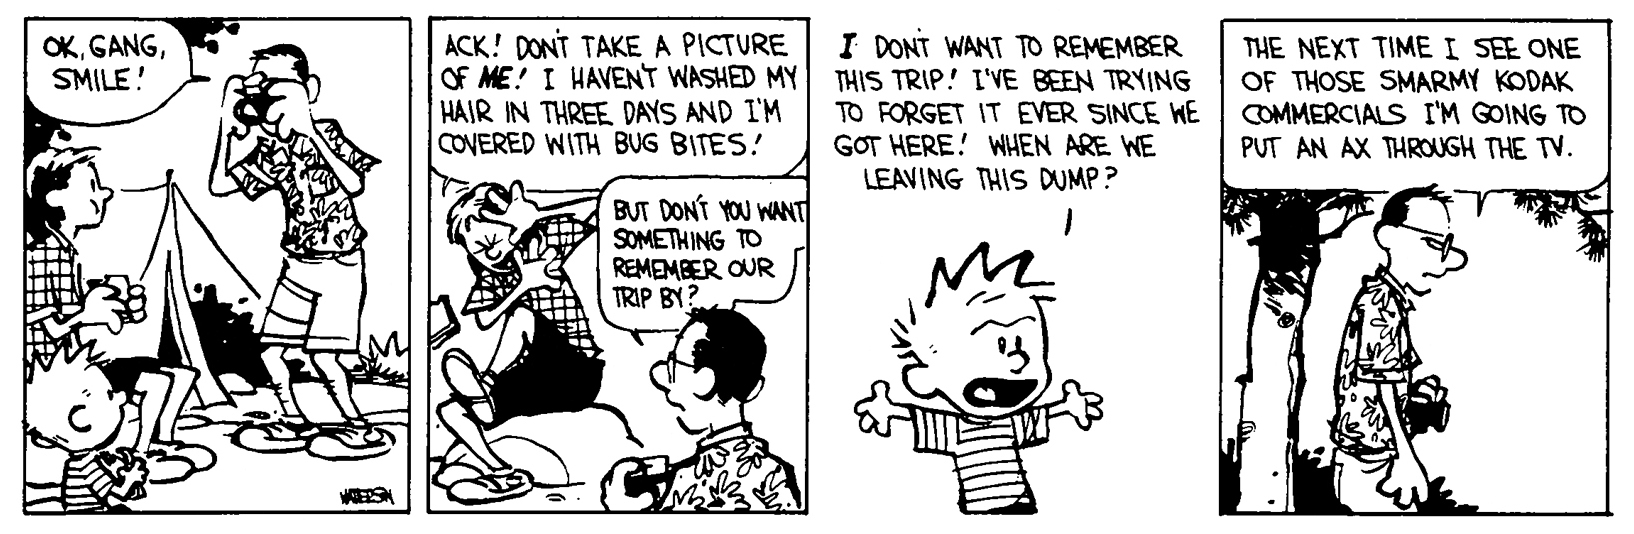 OK, GANG,
SMILE!
WATTERSON
ACK! DON'T TAKE A PICTURE
OF ME! I HAVEN'T WASHED MY
HAIR IN THREE DAYS AND I'M
COVERED WITH BUG BITES!
BUT DON'T YOU WANT
SOMETHING TO
REMEMBER OUR
TRIP BY?
I DON'T WANT TO REMEMBER
THIS TRIP! I'VE BEEN TRYING
TO FORGET IT EVER SINCE WE
GOT HERE! WHEN ARE WE
LEAVING THIS DUMP?
THE NEXT TIME I SEE ONE
OF THOSE SMARMY KODAK
COMMERCIALS I'M GOING TO
PUT AN AX THROUGH THE TV.